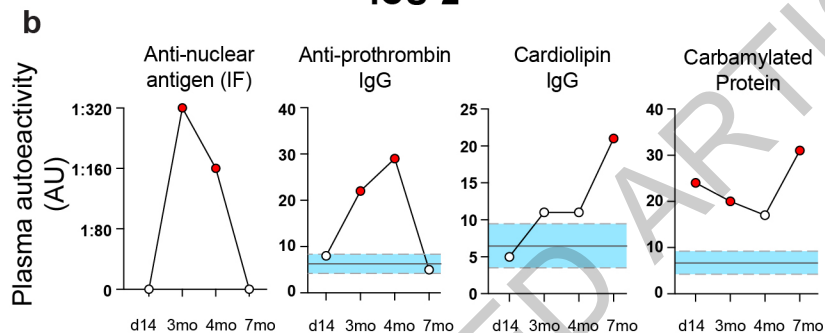 b
Plasma autoeactivity
(AU)
Anti-nuclear
antigen (IF)
1:320
1:160
1:80
0
d14 3mo 4mo 7mo
Anti-prothrombin
IgG
40
30
20
10
0
d14 3mo 4mo 7mo
Cardiolipin
IgG
25
20
15
10
5
0
d14 3mo 4mo 7mo
Carbamylated
Protein
40
30
20
10
0
d14 3mo 4mo 7mo